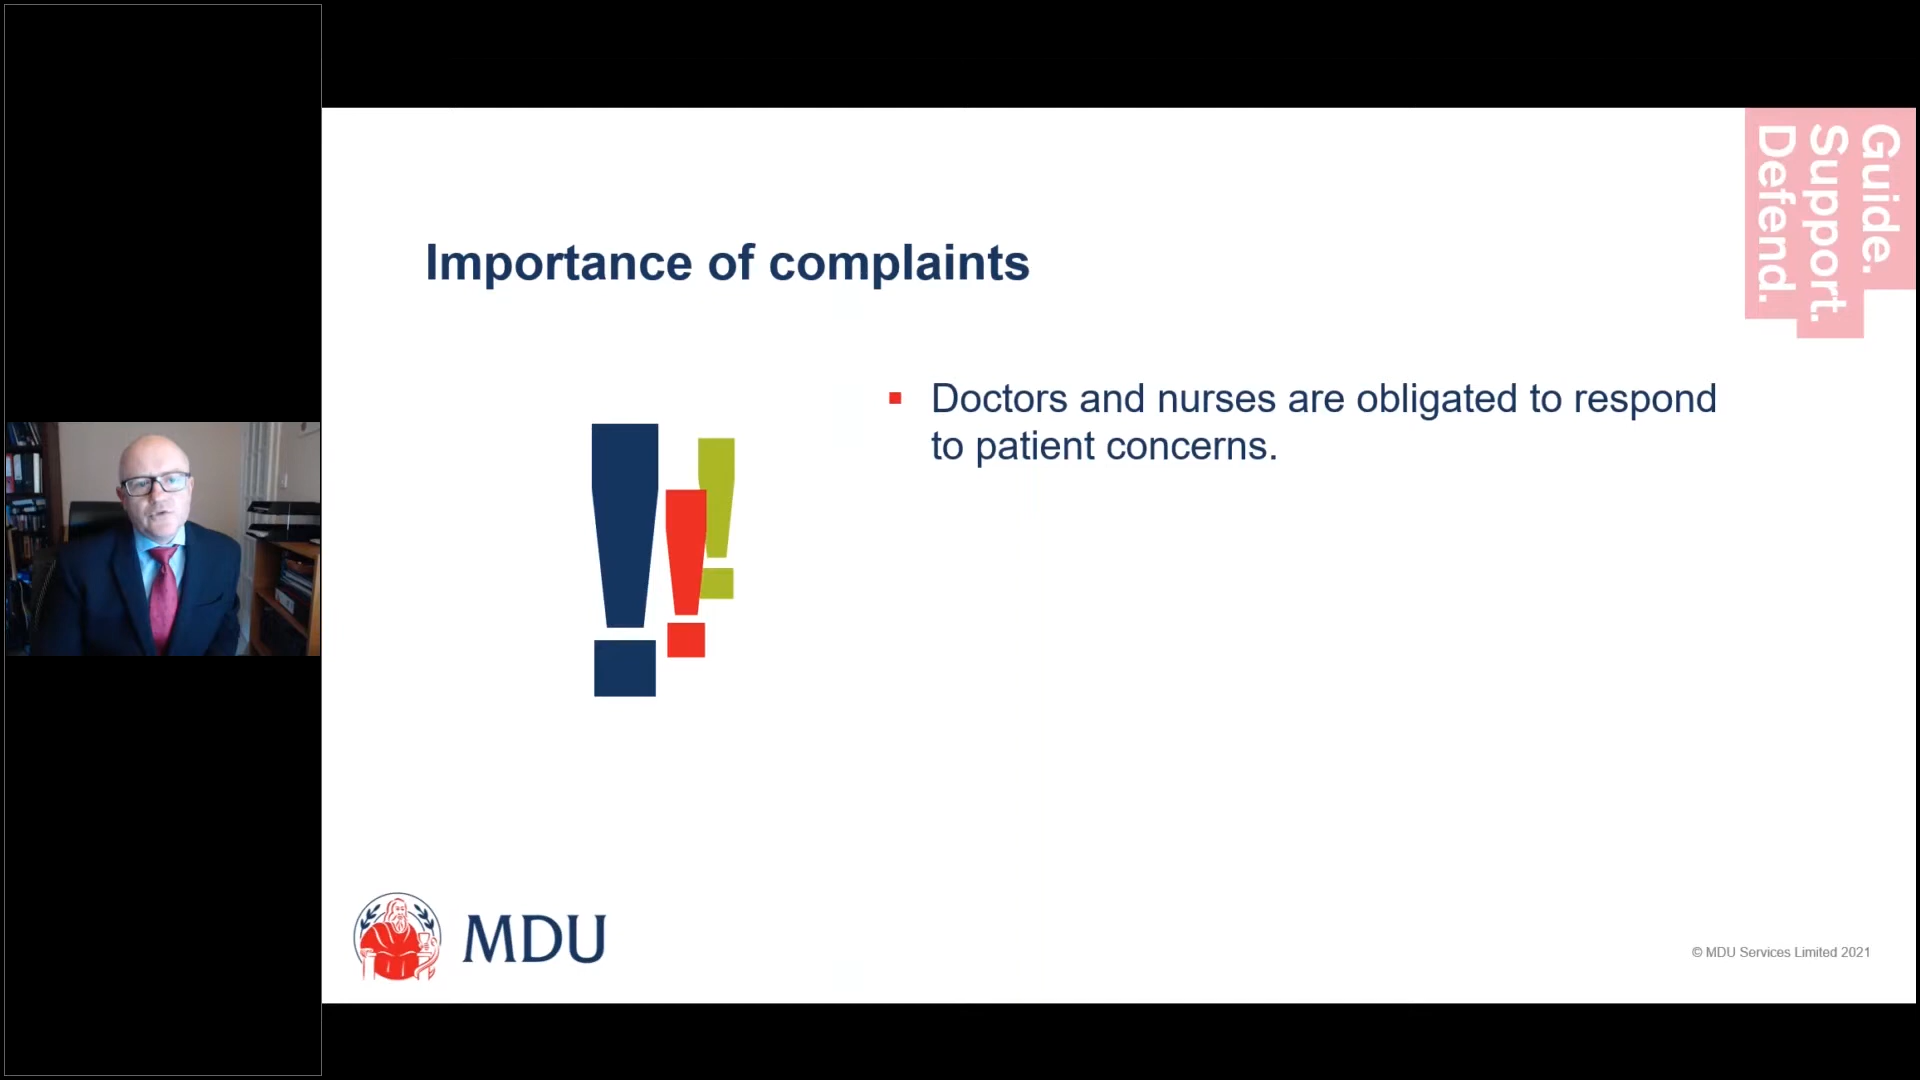 Guide.
Support.
Defend.
Importance of complaints
Doctors and nurses are obligated to respond
to patient concerns.
MDU
© MDU Services Limited 2021